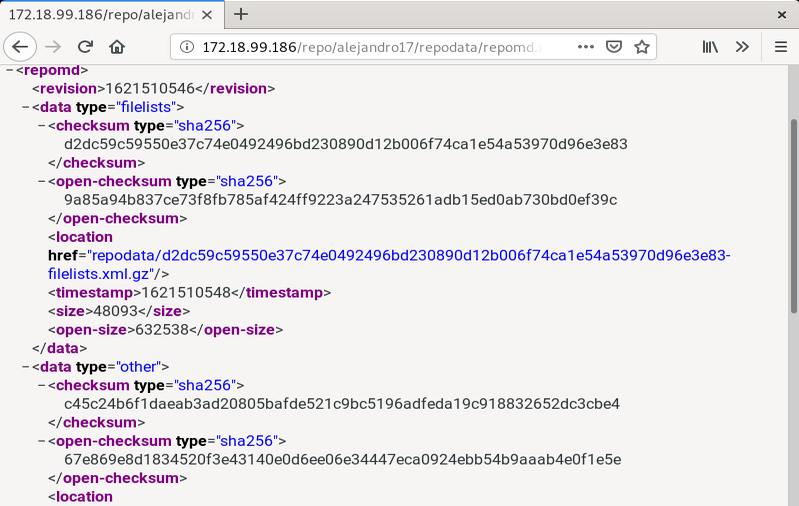 172.18.99.186/repo/alejandr
172.18.99.186/repo/alejandro17/repodata/repomd.
−<repomd>
<revision>1621510546</revision>
−<data type="filelists">
−<checksum type="sha256">
d2dc59c59550e37c74e0492496bd230890d12b006f74ca1e54a53970d96e3e83
</checksum>
−<open-checksum type="sha256">
9a85a94b837ce73f8fb785af424ff9223a247535261adb15ed0ab730bd0ef39c
</open-checksum>
<location
href="repodata/d2dc59c59550e37c74e0492496bd230890d12b006f74ca1e54a53970d96e3e83-
filelists.xml.gz"/>
<timestamp>1621510548</timestamp>
<size>48093</size>
<open-size>632538</open-size>
</data>
−<data type="other">
−<checksum type="sha256">
c45c24b6f1daeab3ad20805bafde521c9bc5196adfeda19c918832652dc3cbe4
</checksum>
−<open-checksum type="sha256">
67e869e8d1834520f3e43140e0d6ee06e34447eca0924ebb54b9aaab4e0f1e5e
</open-checksum>
<location